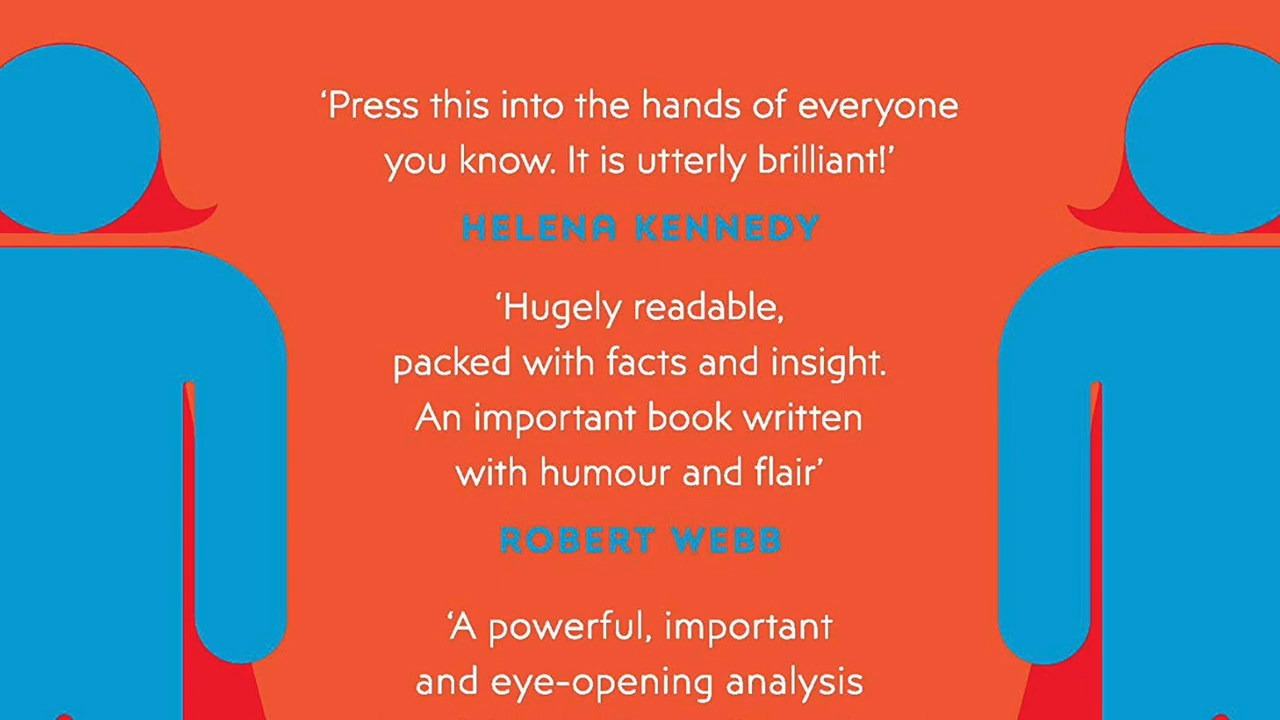 ‘Press this into the hands of everyone
you know. It is utterly brilliant!’
HELENA KENNEDY
‘Hugely readable,
packed with facts and insight.
An important book written
with humour and flair’
ROBERT WEBB
‘A powerful, important
and eye-opening analysis